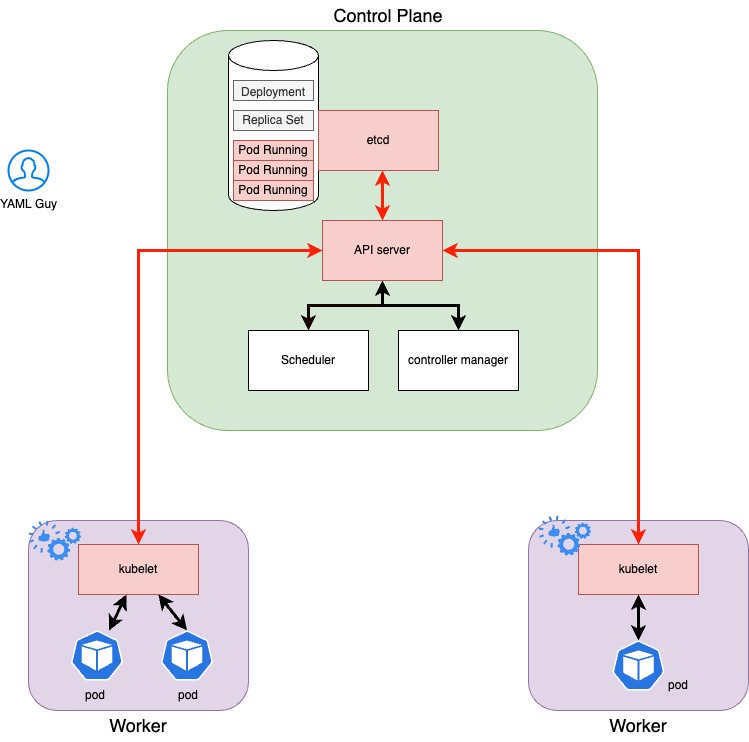 Control Plane
Deployment
Replica Set
Pod Running
Pod Running
Pod Running
etcd
YAML Guy
API server
Scheduler
controller manager
kubelet
pod
pod
Worker
kubelet
pod
Worker